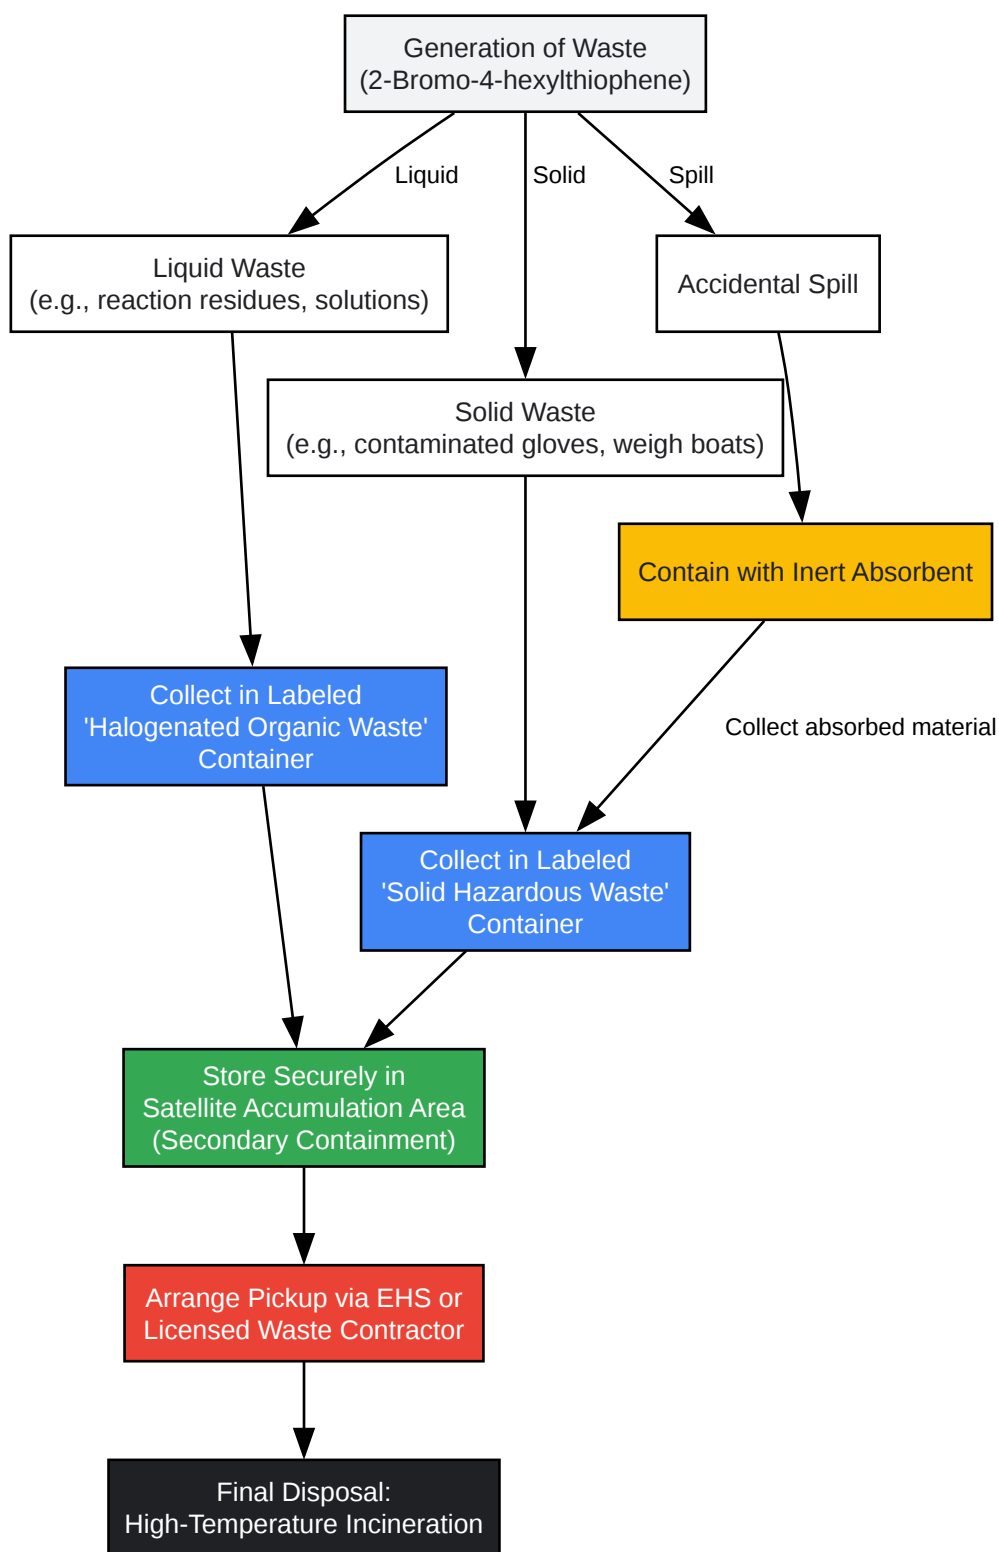 Generation of Waste
(2-Bromo-4-hexylthiophene)
Liquid
Solid
Spill
Liquid Waste
(e.g., reaction residues, solutions)
Accidental Spill
Solid Waste
(e.g., contaminated gloves, weigh boats)
Contain with Inert Absorbent
Collect in Labeled
'Halogenated Organic Waste'
Container
Collect absorbed material
Collect in Labeled
'Solid Hazardous Waste'
Container
Store Securely in
Satellite Accumulation Area
(Secondary Containment)
Arrange Pickup via EHS or
Licensed Waste Contractor
Final Disposal:
High-Temperature Incineration